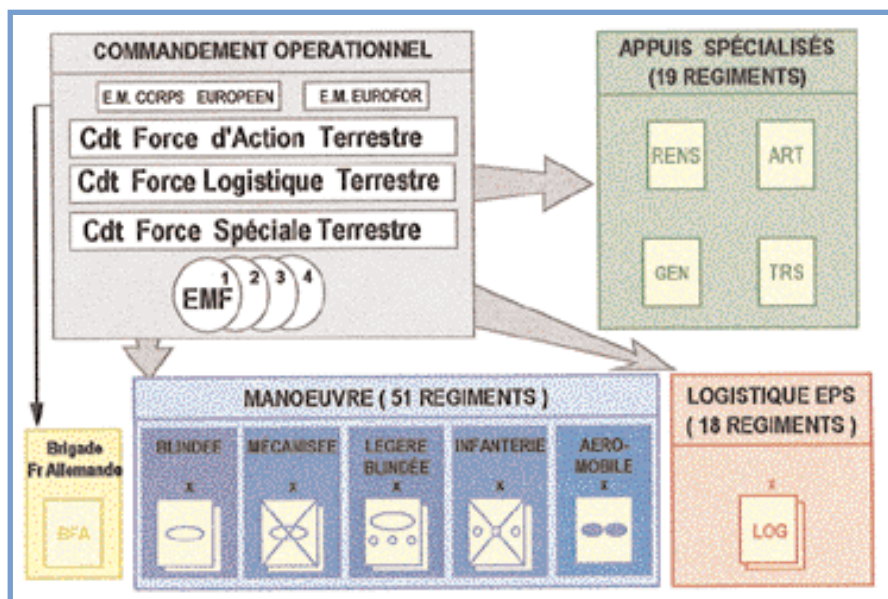 COMMANDEMENT OPERATIONNEL
E.M. CORPS EUROPEEN
E.M. EUROFOR
Cdt Force d'Action Terrestre
Cdt Force Logistique Terrestre
Cdt Force Spéciale Terrestre
EMF 1 2 3 4
APPUIS SPÉCIALISÉS
(19 REGIMENTS)
RENS
ART
GEN
TRS
Brigade
Fr Allemande
BFA
MANOEUVRE ( 51 REGIMENTS )
BLINDEE
x
MECANISEE
x
LEGERE
BLINDÉE
x
INFANTERIE
x
AERO-
MOBILE
x
LOGISTIQUE EPS
( 18 REGIMENTS )
x
LOG